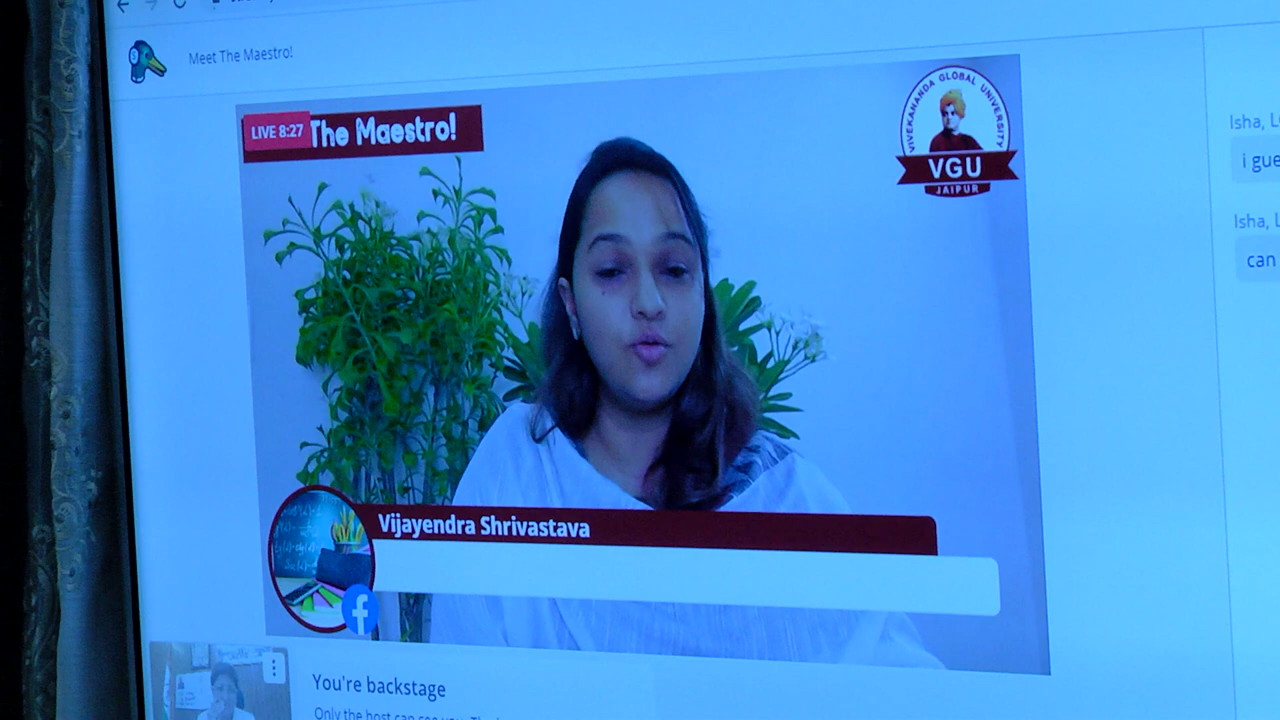 Meet The Maestro!
LIVE 8:27
The Maestro!
VIVEKANANDA GLOBAL UNIVERSITY
VGU
JAIPUR
Isha,
i
Isha,
can
Vijayendra Shrivastava
You're backstage
Only the host can see you.